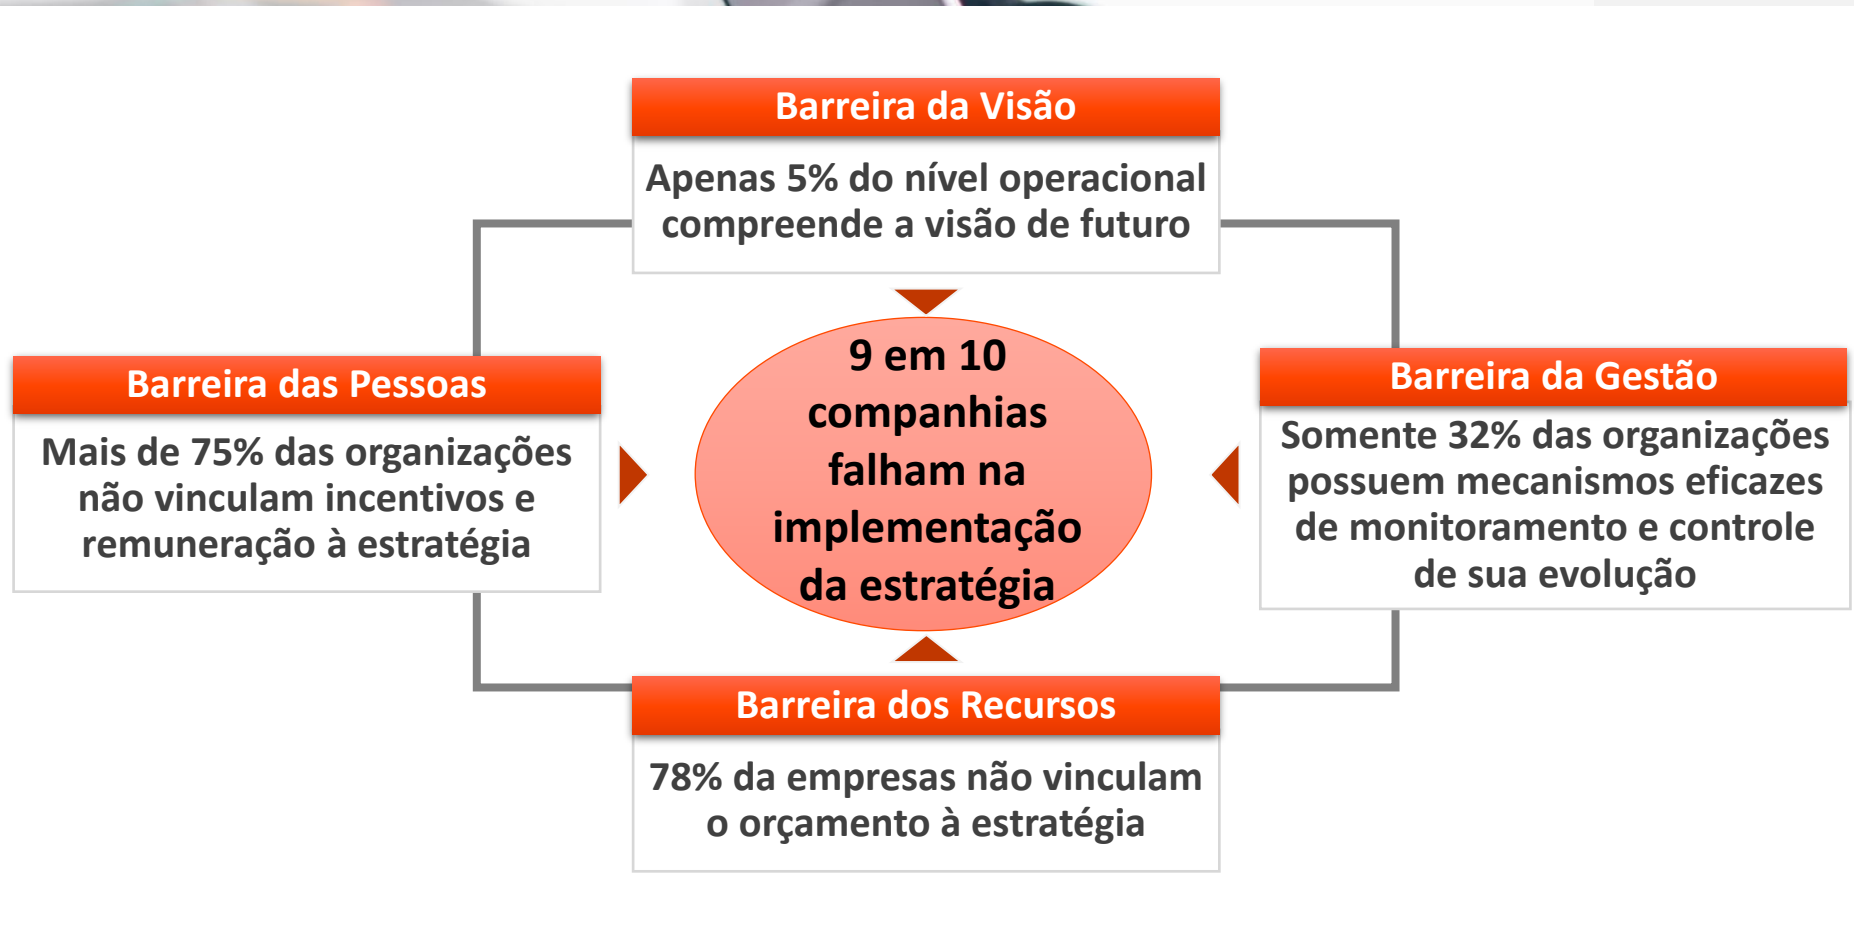 Barreira da Visão
Apenas 5% do nível operacional
compreende a visão de futuro
Barreira das Pessoas
Mais de 75% das organizações
não vinculam incentivos e
remuneração à estratégia
9 em 10
companhias
falham na
implementação
da estratégia
Barreira da Gestão
Somente 32% das organizações
possuem mecanismos eficazes
de monitoramento e controle
de sua evolução
Barreira dos Recursos
78% da empresas não vinculam
o orçamento à estratégia